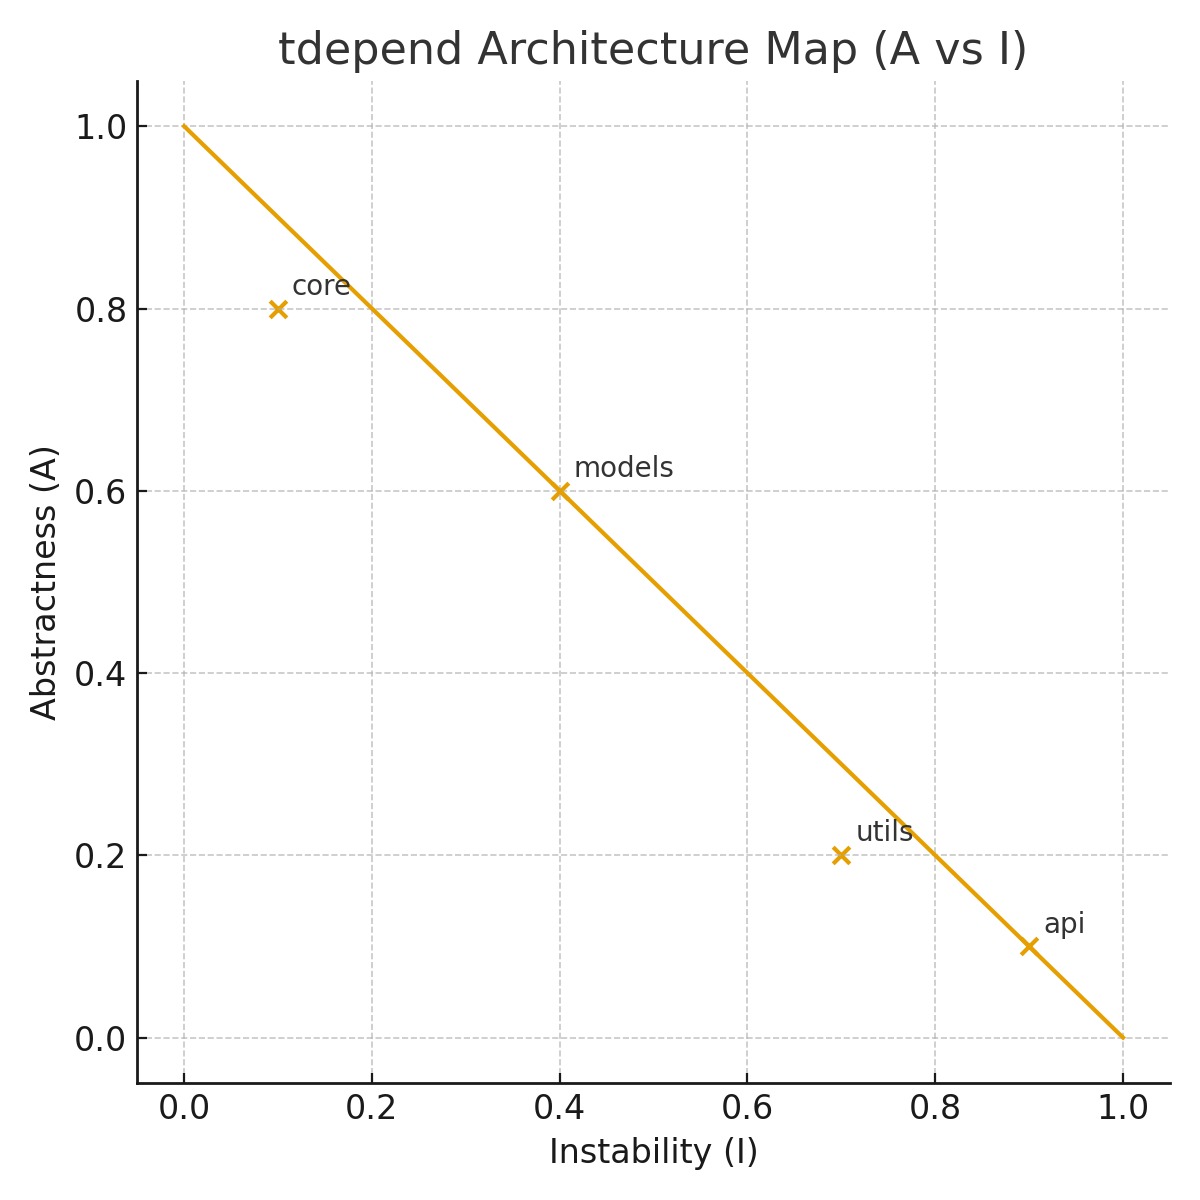 tdepend Architecture Map (A vs I)
Abstractness (A)
1.0
0.8
0.6
0.4
0.2
0.0
core
models
utils
api
0.0 0.2 0.4 0.6 0.8 1.0
Instability (I)